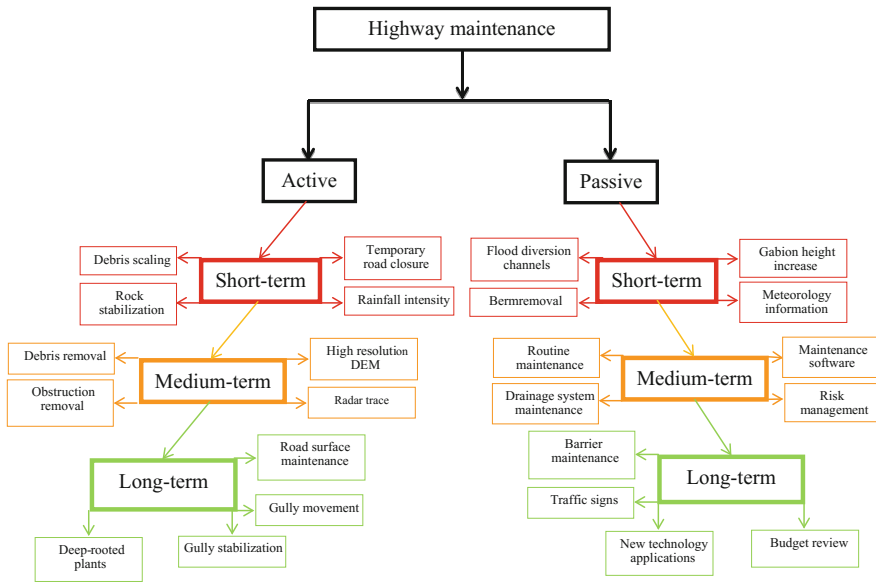 Highway maintenance
Active
Passive
Debris scaling
Temporary
road closure
Short-term
Rock
stabilization
Rainfall intensity
Flood diversion
channels
Gabion height
increase
Short-term
Bermremoval
Meteorology
information
Debris removal
High resolution
DEM
Medium-term
Obstruction
removal
Radar trace
Routine
maintenance
Maintenance
software
Medium-term
Drainage system
maintenance
Risk
management
Road surface
maintenance
Long-term
Gully movement
Deep-rooted
plants
Gully stabilization
Barrier
maintenance
Long-term
Traffic signs
New technology
applications
Budget review